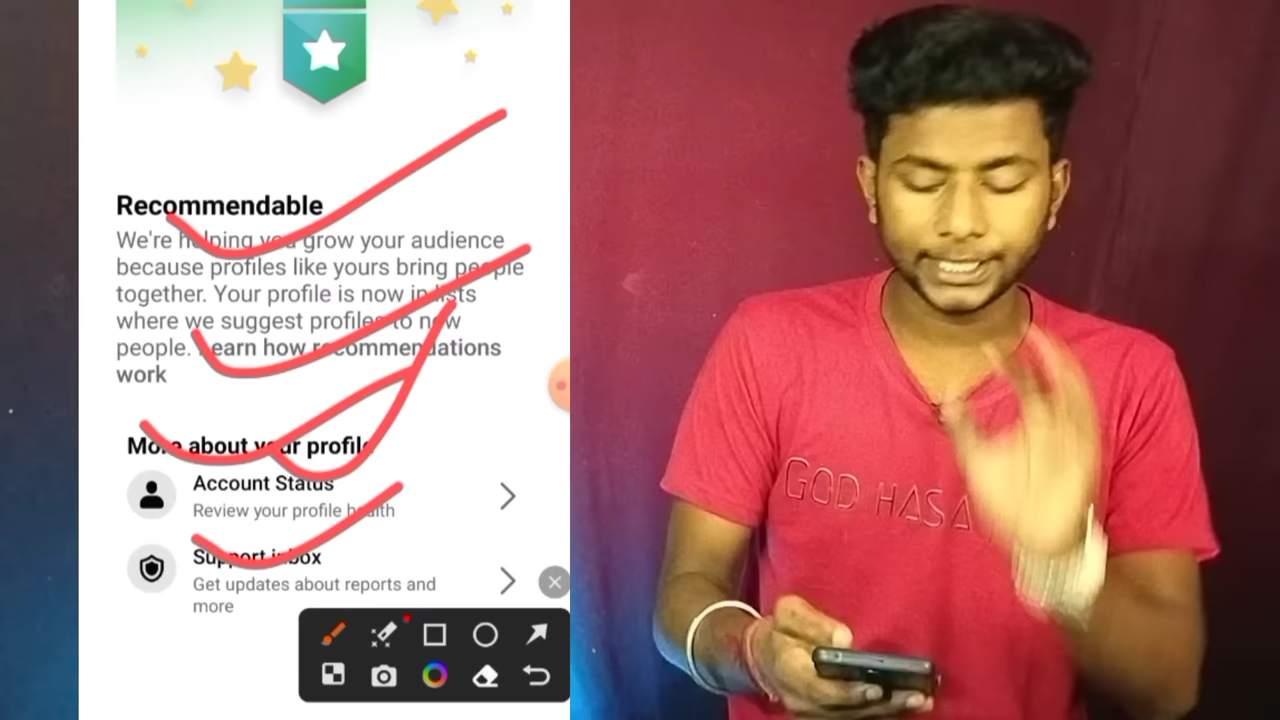 Recommendable
We're helping you grow your audience
because profiles like yours bring people
together. Your profile is now in lists
where we suggest profiles to new
people. Learn how recommendations
work
More about your profile
Account Status
Review your profile health
Support inbox
Get updates about reports and
more
GOD HAS A